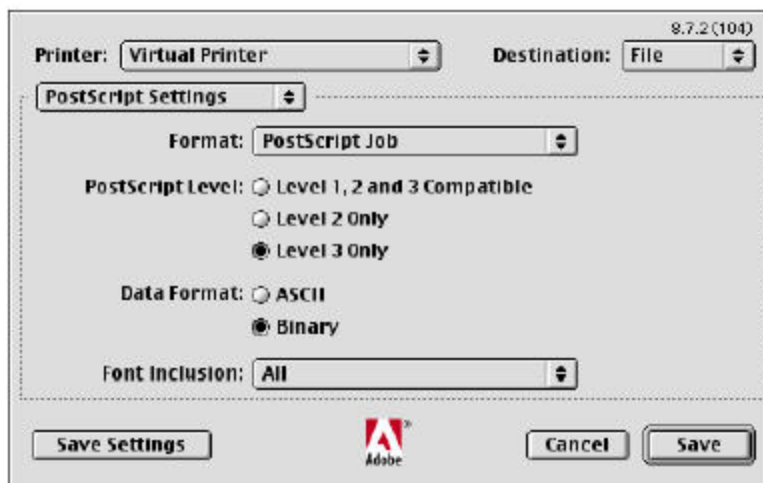 8.7.2 (104)
Printer: Virtual Printer Destination: File
PostScript Settings
Format: PostScript Job
PostScript Level: Level 1, 2 and 3 Compatible
Level 2 Only
Level 3 Only
Data Format: ASCII
Binary
Font Inclusion: All
Save Settings Adobe Cancel Save